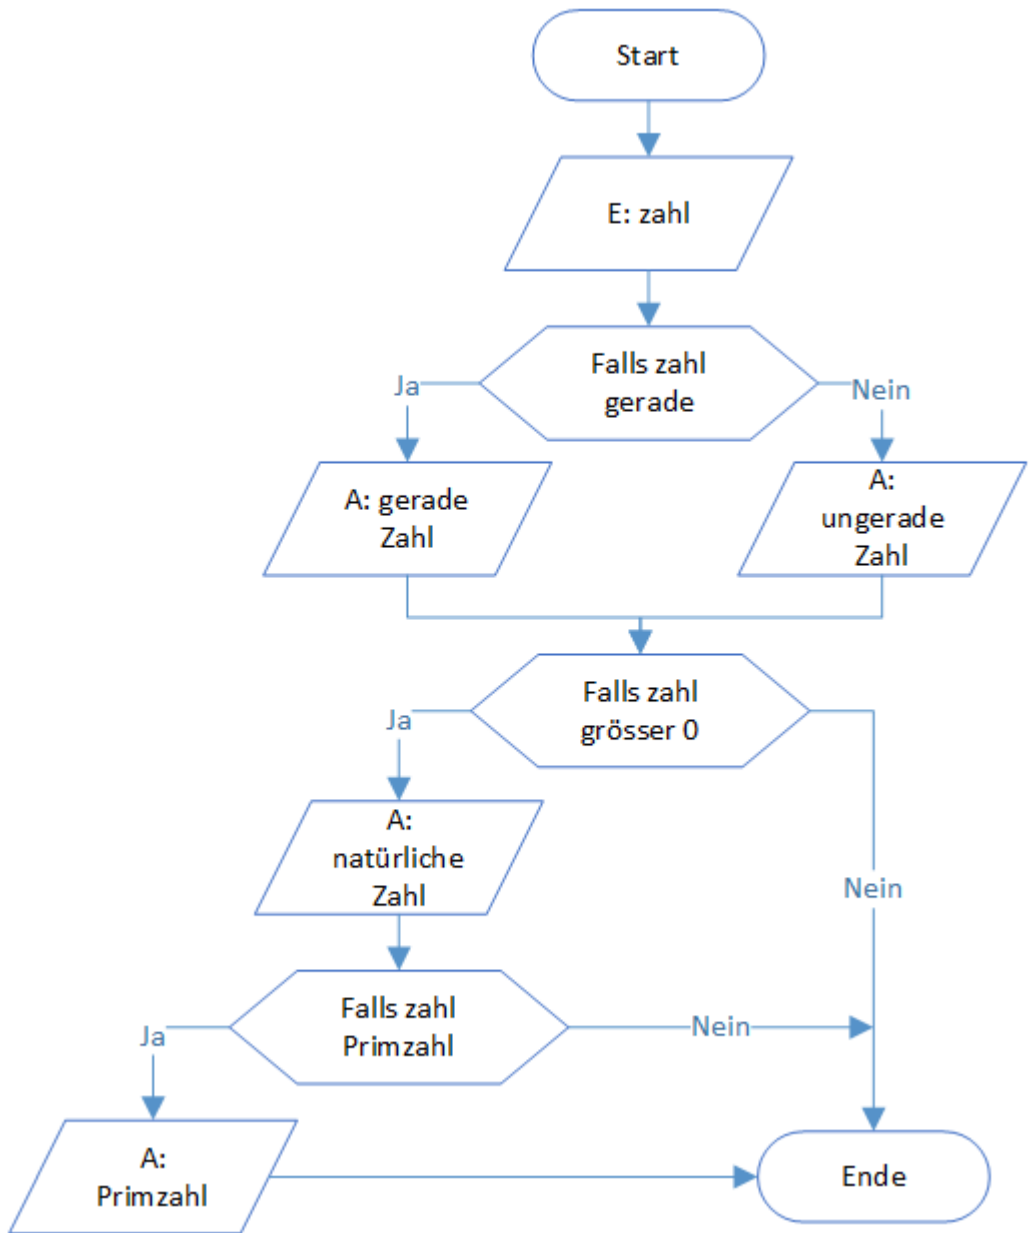 Start
E: zahl
Falls zahl
gerade
Ja
Nein
A: gerade
Zahl
A:
ungerade
Zahl
Falls zahl
grösser 0
Ja
A:
natürliche
Zahl
Nein
Falls zahl
Primzahl
Ja
Nein
A:
Primzahl
Ende